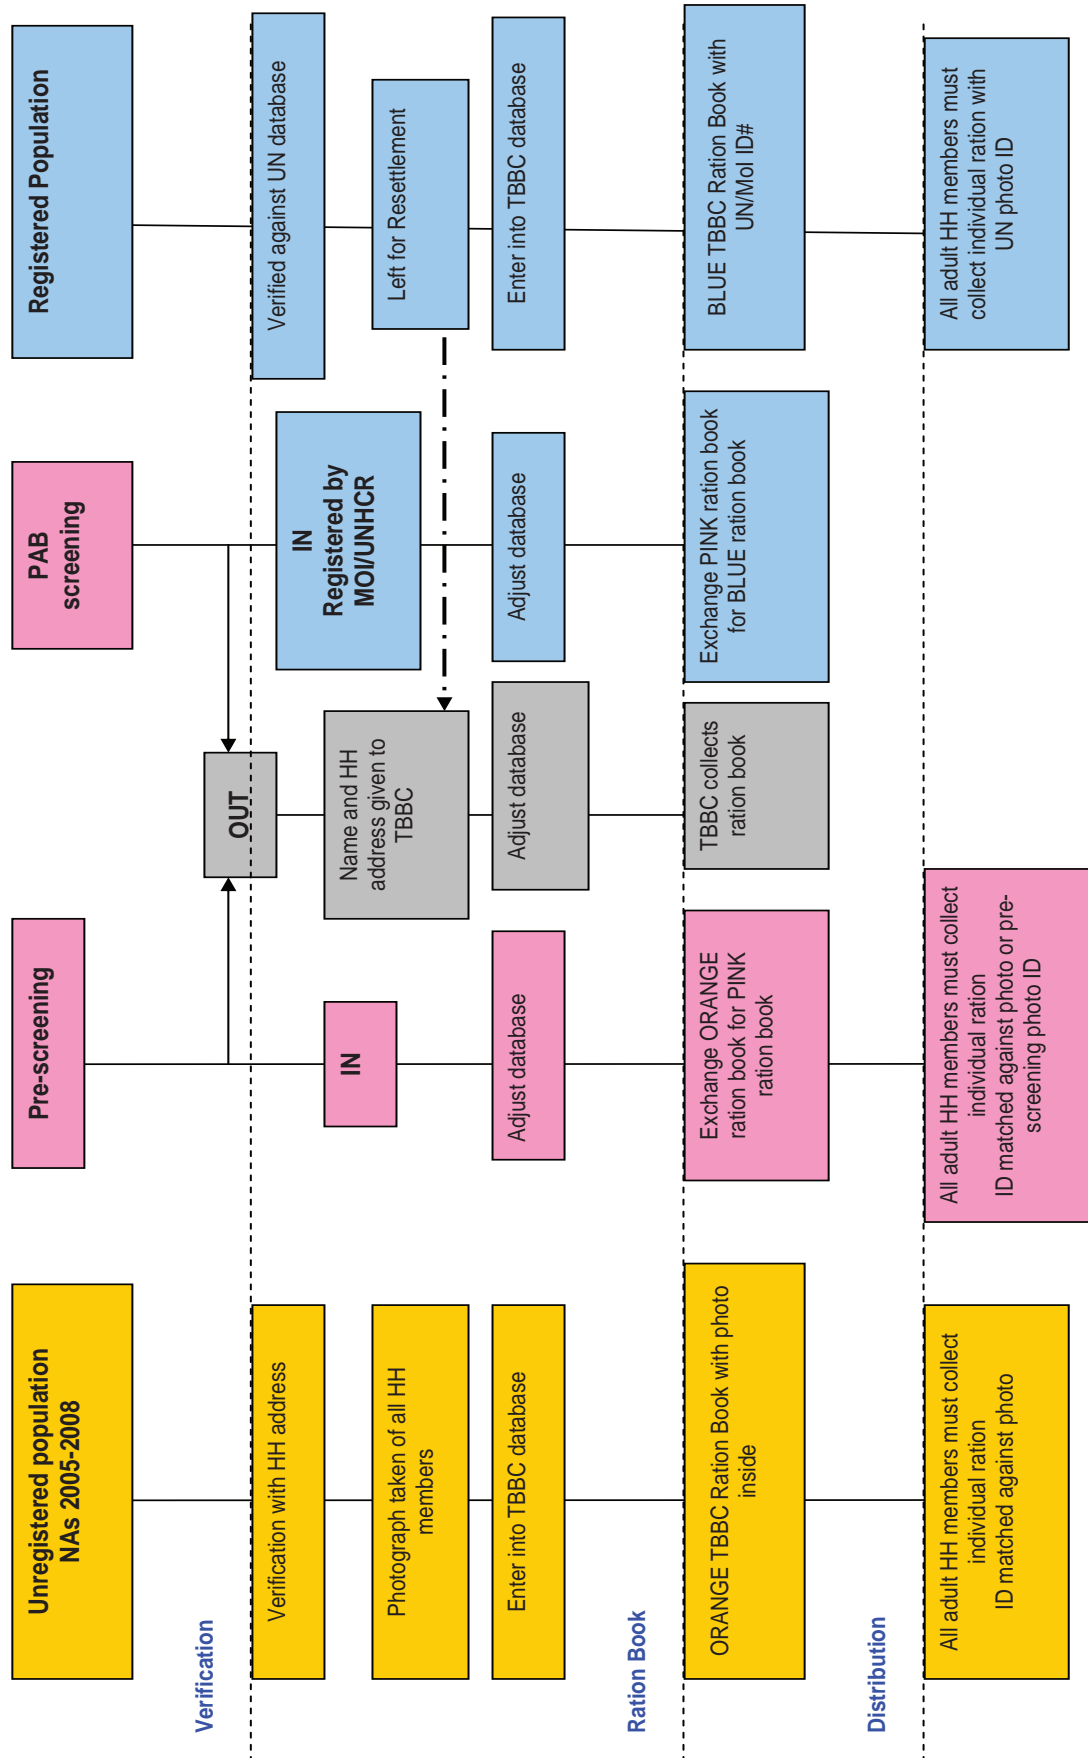 Unregistered population
NAs 2005-2008
Pre-screening
PAB
screening
Registered Population
Verification
OUT
Verification with HH address
IN
IN
Registered by
MOI/UNHCR
Verified against UN database
Photograph taken of all HH
members
Name and HH
address given to
TBBC
Left for Resettlement
Enter into TBBC database
Adjust database
Adjust database
Adjust database
Enter into TBBC database
Ration Book
ORANGE TBBC Ration Book with photo
inside
Exchange ORANGE
ration book for PINK
ration book
TBBC collects
ration book
Exchange PINK ration book
for BLUE ration book
BLUE TBBC Ration Book with
UN/MoI ID#
Distribution
All adult HH members must collect
individual ration
ID matched against photo
All adult HH members must collect
individual ration
ID matched against photo or pre-
screening photo ID
All adult HH members must
collect individual ration with
UN photo ID